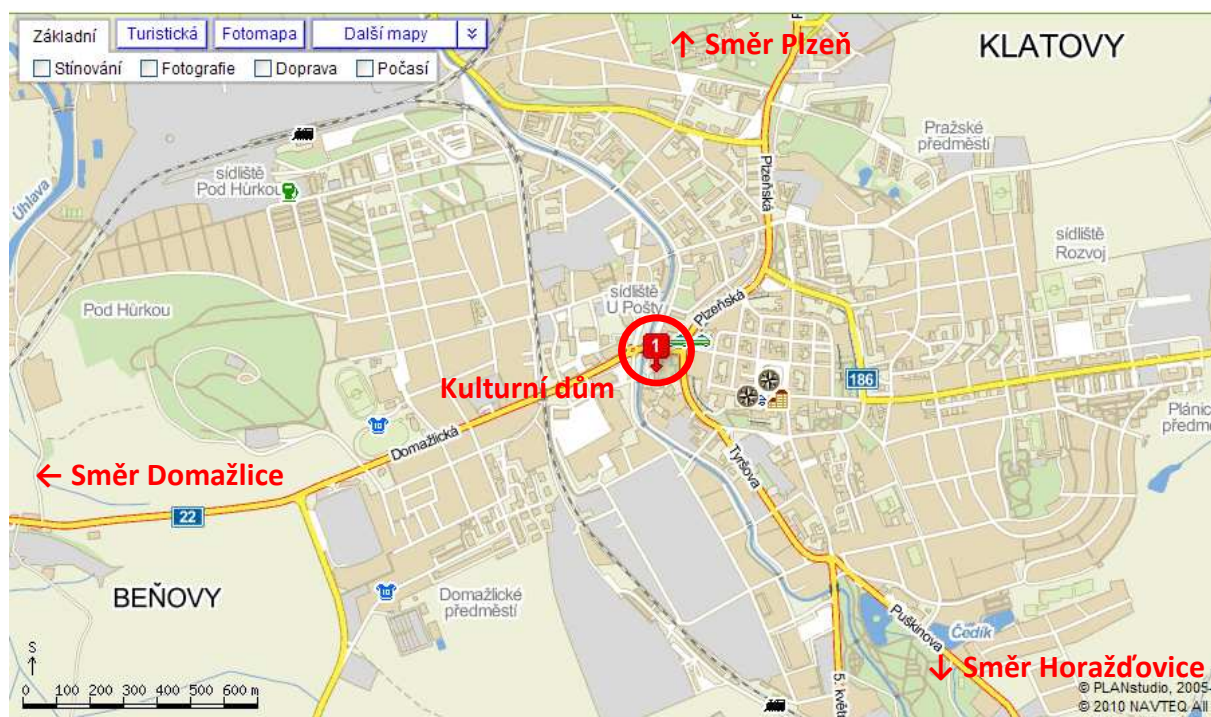 Základní
Turistická
Fotomapa
Další mapy
Stínování
Fotografie
Doprava
Počasí
↑ Směr Plzeň
KLATOVY
Pražské
předměstí
Úhlava
sídliště
Pod Hůrkou
Plzeňská
sídliště
Rozvoj
Pod Hůrkou
sídliště
U Pošty
Plzeňská
1
Kulturní dům
186
Plánic
předm
10
Domažlická
← Směr Domažlice
Tyršova
22
BEŇOVY
10
Domažlické
předměstí
Puškinova
Čedík
S
↓ Směr Horažďovice
0 100 200 300 400 500 600 m
5. květ
© PLANstudio, 2005-
© 2010 NAVTEQ All